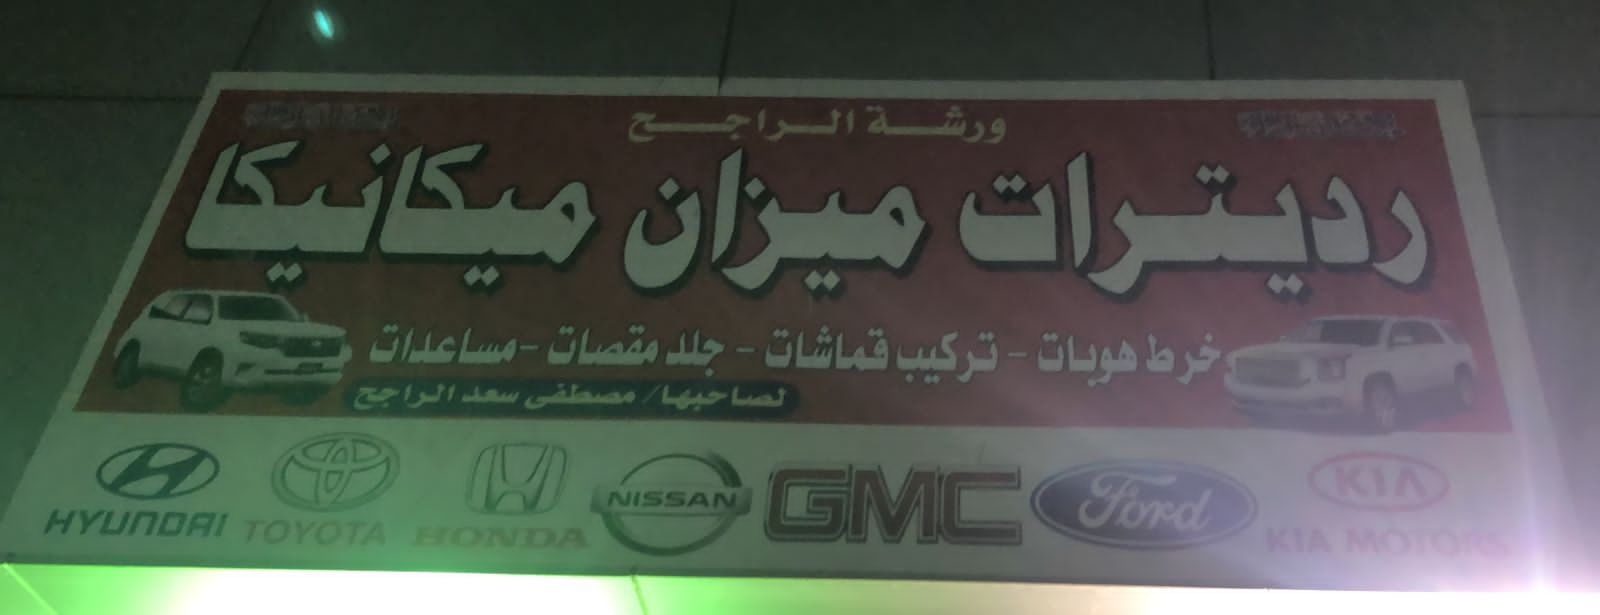 ورشة الراجح
رديترات ميزان ميكانيكا
خرط هوبات - تركيب قماشات - جلد مقصات - مساعدات
لصاحبها/ مصطفى سعد الراجح
HYUNDAI TOYOTA HONDA NISSAN GMC Ford KIA
KIA MOTORS